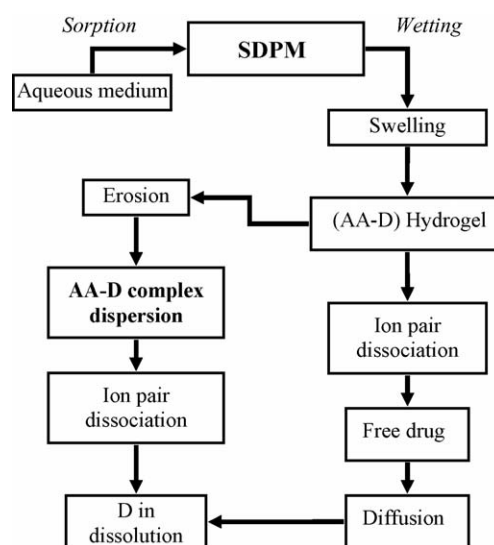 Sorption
SDPM
Wetting
Aqueous medium
Swelling
Erosion
(AA-D) Hydrogel
AA-D complex
dispersion
Ion pair
dissociation
Ion pair
dissociation
Free drug
D in
dissolution
Diffusion